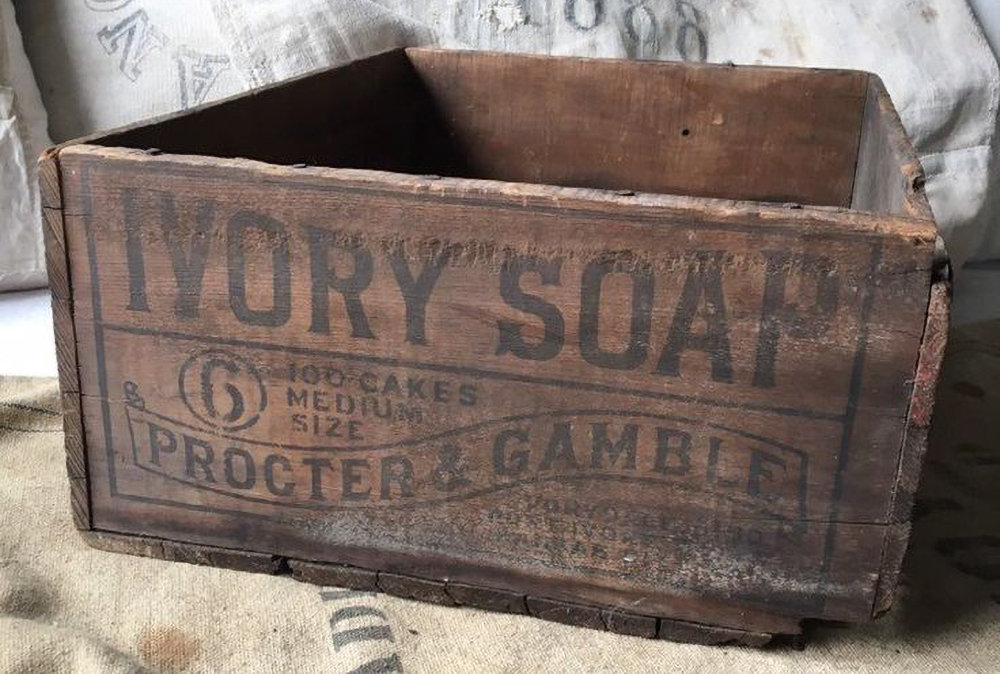 IVORY SOAP
6
100 CAKES
MEDIUM
SIZE
PROCTER & GAMBLE